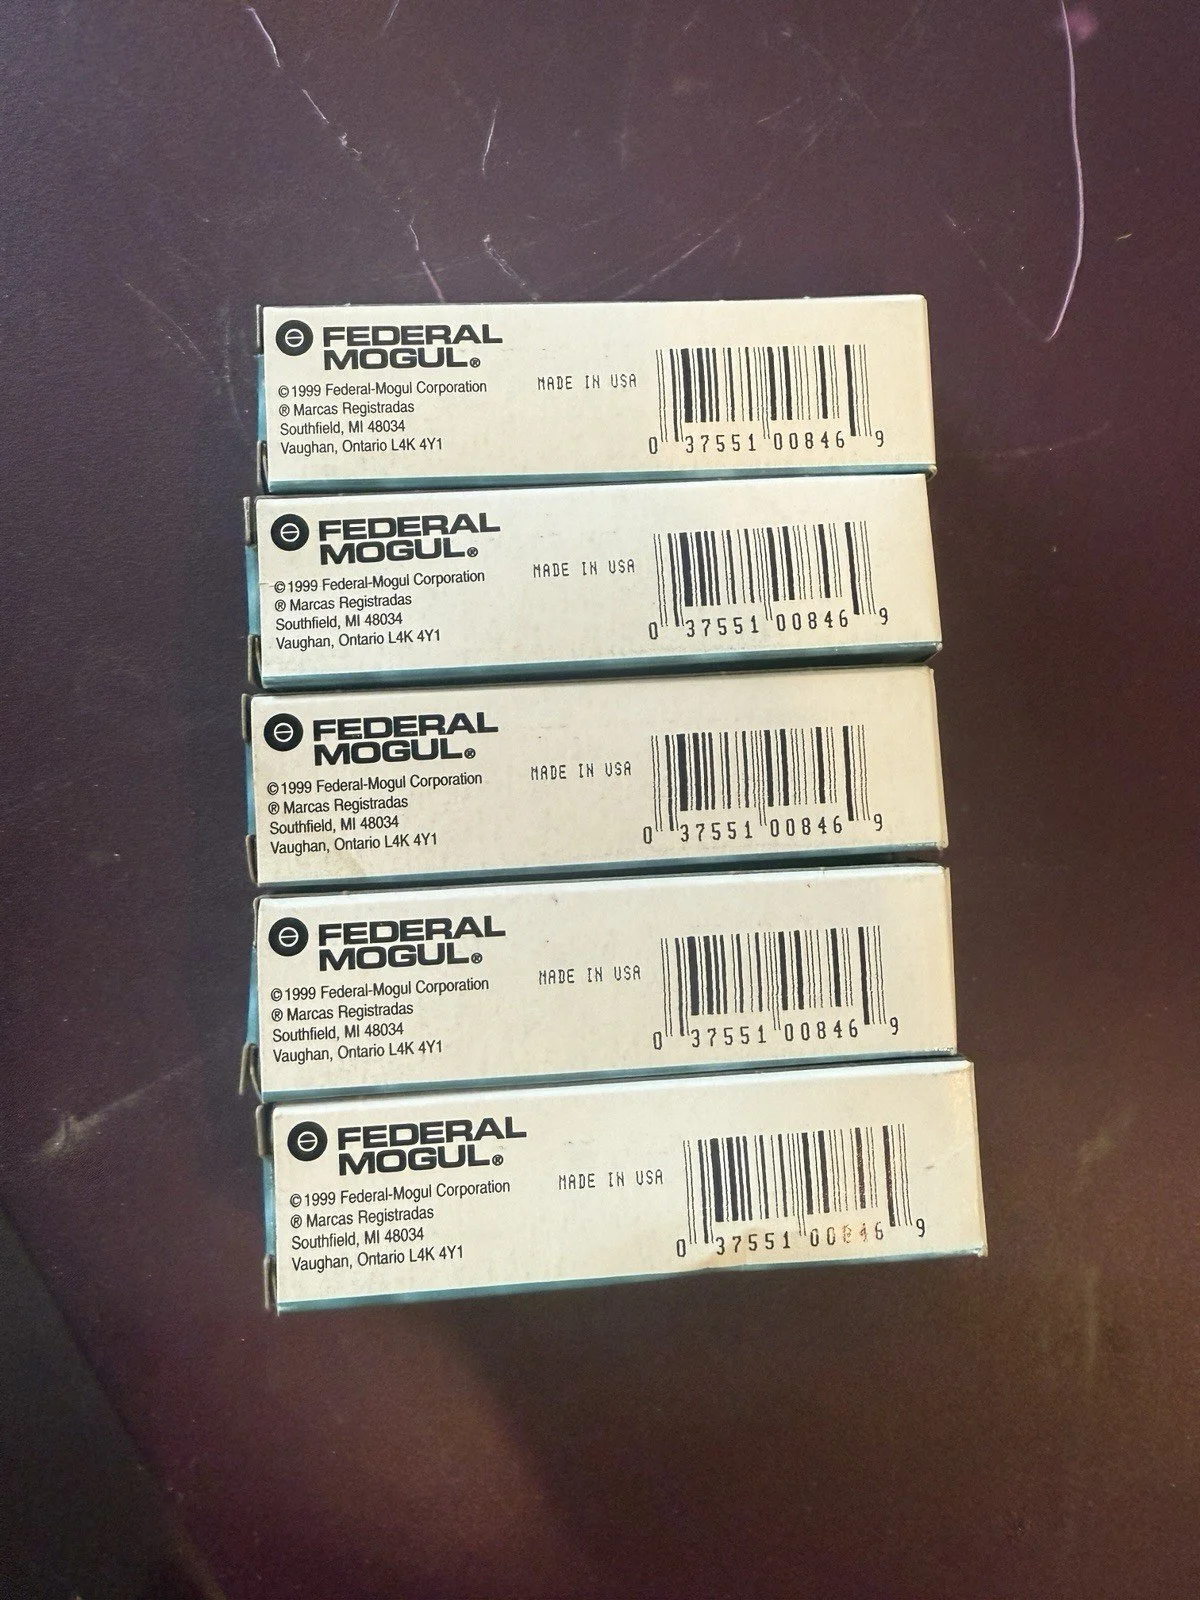 FEDERAL
MOGUL®
©1999 Federal-Mogul Corporation
® Marcas Registradas
Southfield, MI 48034
Vaughan, Ontario L4K 4Y1
MADE IN USA
0 37551 00846 9
FEDERAL
MOGUL®
©1999 Federal-Mogul Corporation
® Marcas Registradas
Southfield, MI 48034
Vaughan, Ontario L4K 4Y1
MADE IN USA
0 37551 00846 9
FEDERAL
MOGUL®
©1999 Federal-Mogul Corporation
® Marcas Registradas
Southfield, MI 48034
Vaughan, Ontario L4K 4Y1
MADE IN USA
0 37551 00846 9
FEDERAL
MOGUL®
©1999 Federal-Mogul Corporation
® Marcas Registradas
Southfield, MI 48034
Vaughan, Ontario L4K 4Y1
MADE IN USA
0 37551 00846 9
FEDERAL
MOGUL®
©1999 Federal-Mogul Corporation
® Marcas Registradas
Southfield, MI 48034
Vaughan, Ontario L4K 4Y1
MADE IN USA
0 37551 00846 9